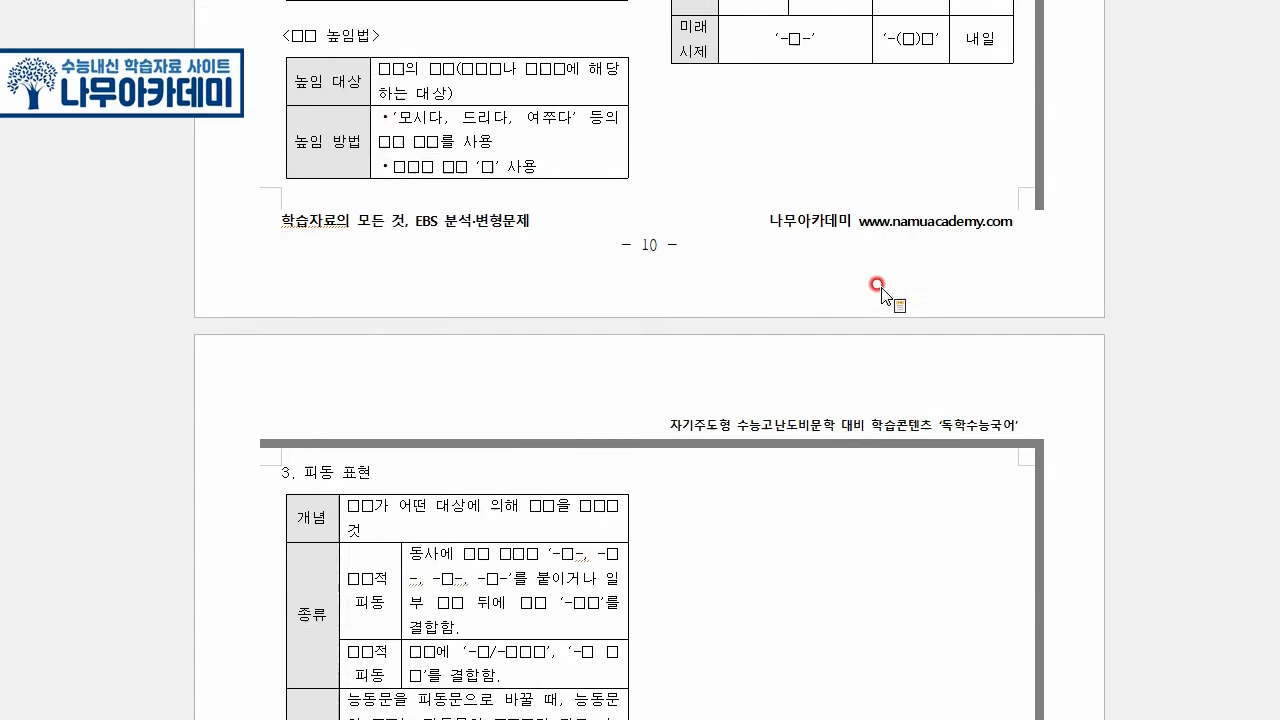 <□□ 높임법>
높임 대상
□□의 □□(□□□나 □□□에 해당
하는 대상)
높임 방법
•‘모시다, 드리다, 여쭈다’ 등의
□□ □□를 사용
•□□□ □□ ‘□’ 사용
미래
시제
‘-□-’
‘-(□)□’
내일
수능내신 학습자료 사이트
나무아카데미
학습자료의 모든 것, EBS 분석·변형문제
나무아카데미 www.namuacademy.com
- 10 -
자기주도형 수능고난도비문학 대비 학습콘텐츠 ‘독학수능국어’
3. 피동 표현
개념
□□가 어떤 대상에 의해 □□을 □□□
것
종류
□□적
피동
동사에 □□ □□□ ‘-□-, -□
-, -□-, -□-’를 붙이거나 일
부 □□ 뒤에 □□ ‘-□□’를
결합함.
□□적
피동
□□에 ‘-□/-□□□’, ‘-□ □
□’를 결합함.
능동문을 피동문으로 바꿀 때, 능동문